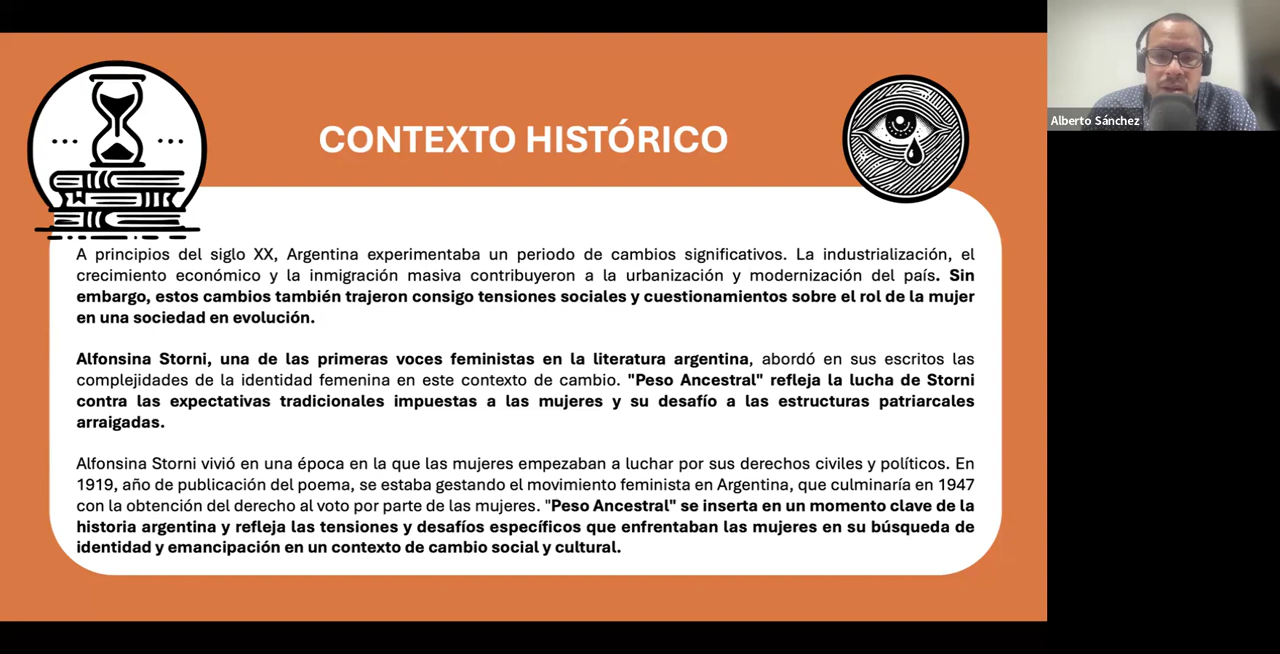 CONTEXTO HISTÓRICO
Alberto Sánchez
A principios del siglo XX, Argentina experimentaba un periodo de cambios significativos. La industrialización, el
crecimiento económico y la inmigración masiva contribuyeron a la urbanización y modernización del país. Sin
embargo, estos cambios también trajeron consigo tensiones sociales y cuestionamientos sobre el rol de la mujer
en una sociedad en evolución.
Alfonsina Storni, una de las primeras voces feministas en la literatura argentina, abordó en sus escritos las
complejidades de la identidad femenina en este contexto de cambio. "Peso Ancestral" refleja la lucha de Storni
contra las expectativas tradicionales impuestas a las mujeres y su desafío a las estructuras patriarcales
arraigadas.
Alfonsina Storni vivió en una época en la que las mujeres empezaban a luchar por sus derechos civiles y políticos. En
1919, año de publicación del poema, se estaba gestando el movimiento feminista en Argentina, que culminaría en 1947
con la obtención del derecho al voto por parte de las mujeres. "Peso Ancestral" se inserta en un momento clave de la
historia argentina y refleja las tensiones y desafíos específicos que enfrentaban las mujeres en su búsqueda de
identidad y emancipación en un contexto de cambio social y cultural.